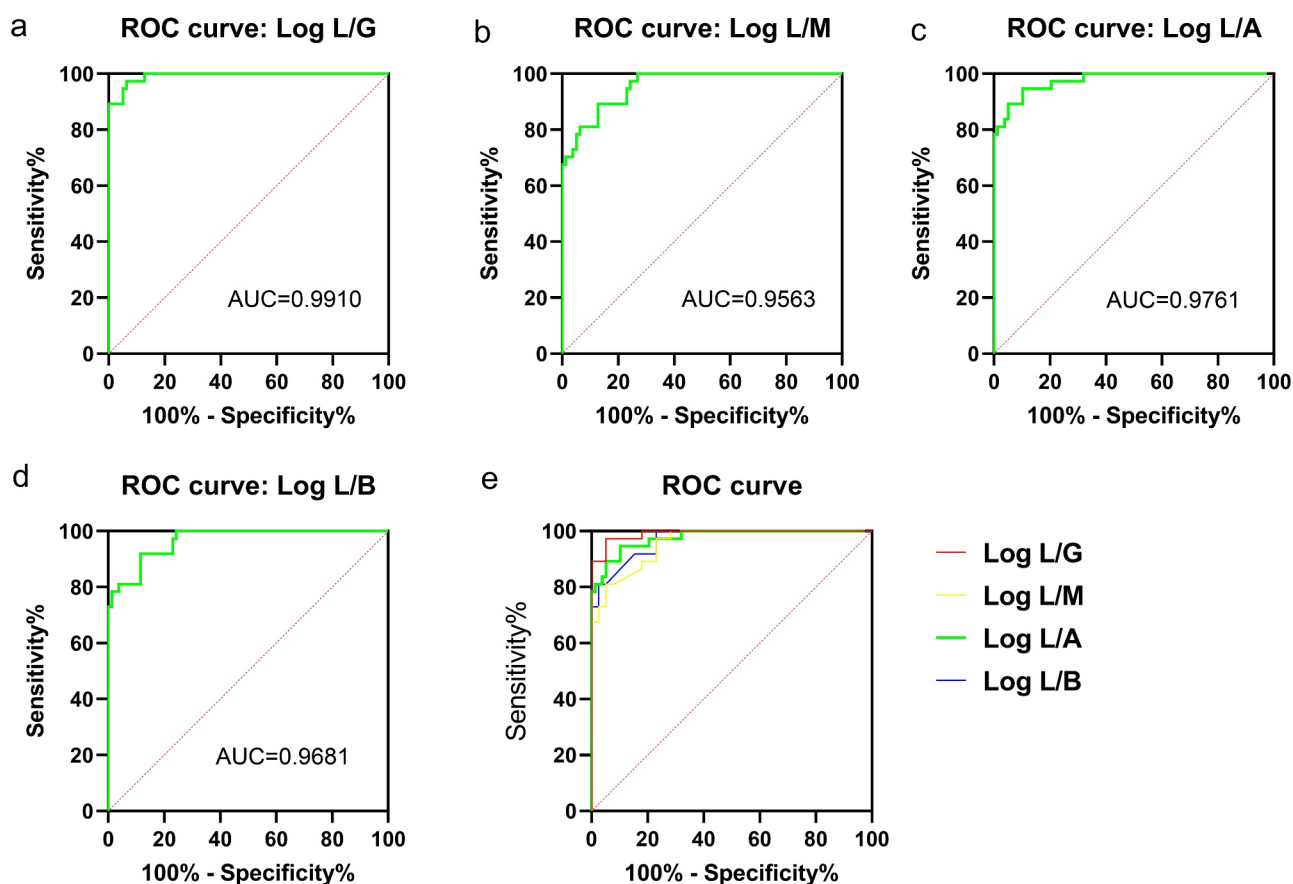 a
ROC curve: Log L/G
100
80
60
40
20
0
Sensitivity%
AUC=0.9910
0 20 40 60 80 100
100% - Specificity%
b
ROC curve: Log L/M
100
80
60
40
20
0
Sensitivity%
AUC=0.9563
0 20 40 60 80 100
100% - Specificity%
c
ROC curve: Log L/A
100
80
60
40
20
0
Sensitivity%
AUC=0.9761
0 20 40 60 80 100
100% - Specificity%
d
ROC curve: Log L/B
100
80
60
40
20
0
Sensitivity%
AUC=0.9681
0 20 40 60 80 100
100% - Specificity%
e
ROC curve
100
80
60
40
20
0
Sensitivity%
0 20 40 60 80 100
100% - Specificity%
Log L/G
Log L/M
Log L/A
Log L/B